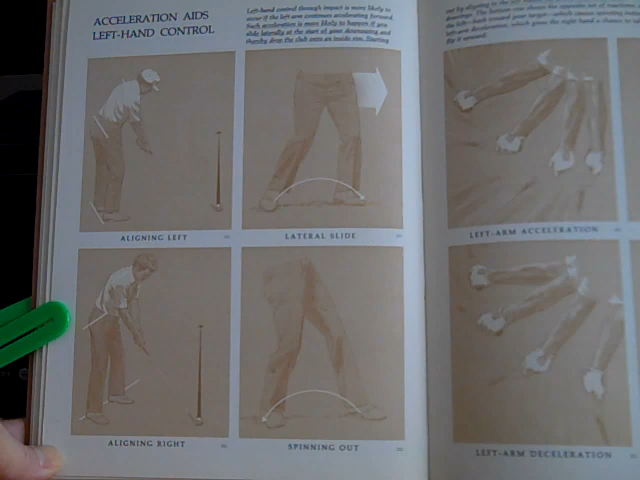 ACCELERATION AIDS
LEFT-HAND CONTROL
Left-hand control through impact is more likely to
occur if the left arm continues accelerating forward.
Such acceleration is more likely to happen if you
slide laterally at the start of your downswing and
thereby drop the club onto an inside run. Starting
ALIGNING LEFT
LATERAL SLIDE
ALIGNING RIGHT
SPINNING OUT
LEFT-ARM ACCELERATION
LEFT-ARM DECELERATION